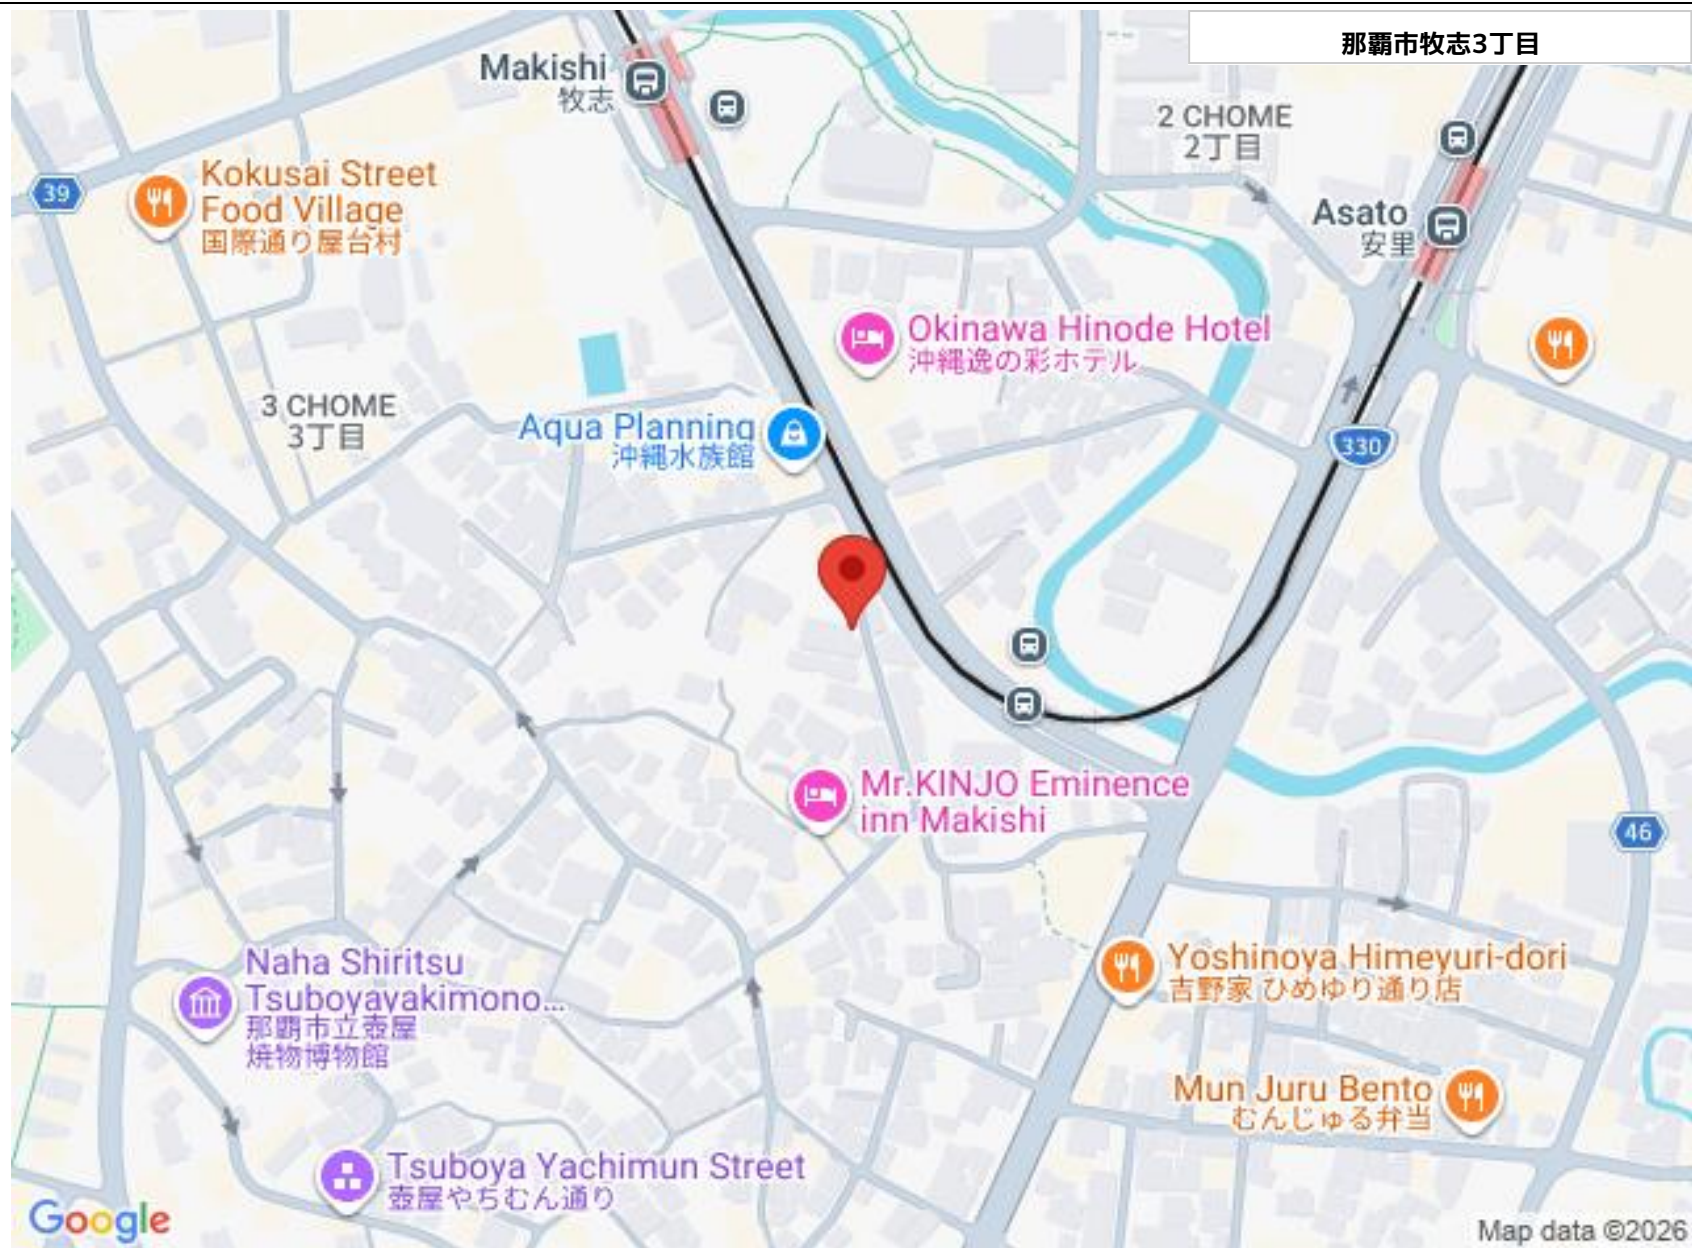 那覇市牧志3丁目
Makishi
牧志
2 CHOME
2丁目
39
Kokusai Street
Food Village
国際通り屋台村
Asato
安里
Okinawa Hinode Hotel
沖縄逸の彩ホテル
3 CHOME
3丁目
Aqua Planning
沖縄水族館
330
Mr.KINJO Eminence
inn Makishi
46
Naha Shiritsu
Tsuboyayakimono...
那覇市立壺屋
焼物博物館
Yoshinoya Himeyuri-dori
吉野家 ひめゆり通り店
Mun Juru Bento
むんじゅる弁当
Tsuboya Yachimun Street
壺屋やちむん通り
Google
Map data ©2026